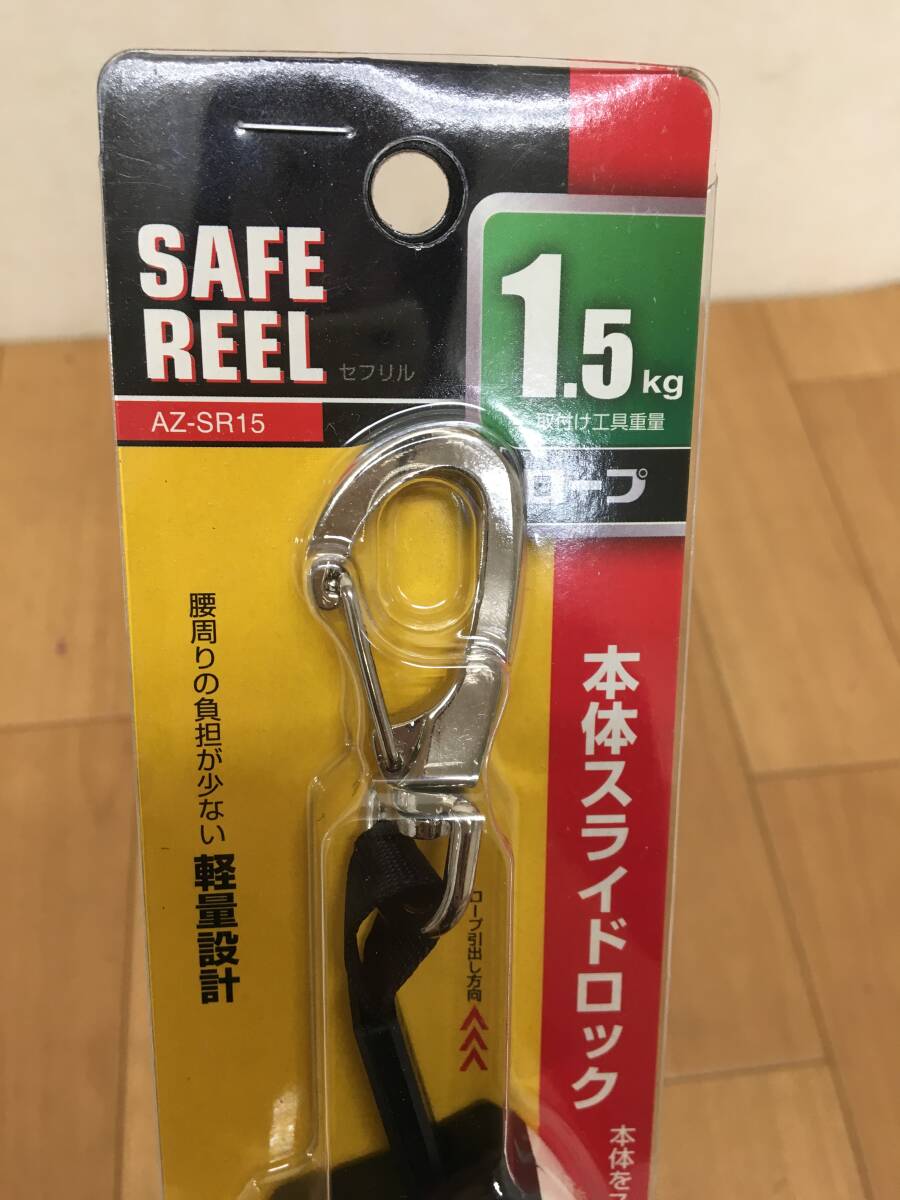 SAFE
REEL
セフリル
AZ-SR15
1.5kg
取付け工具重量
ロープ
本体スライドロック
腰周りの負担が少ない
軽量設計
ロープ引出し方向
本体を